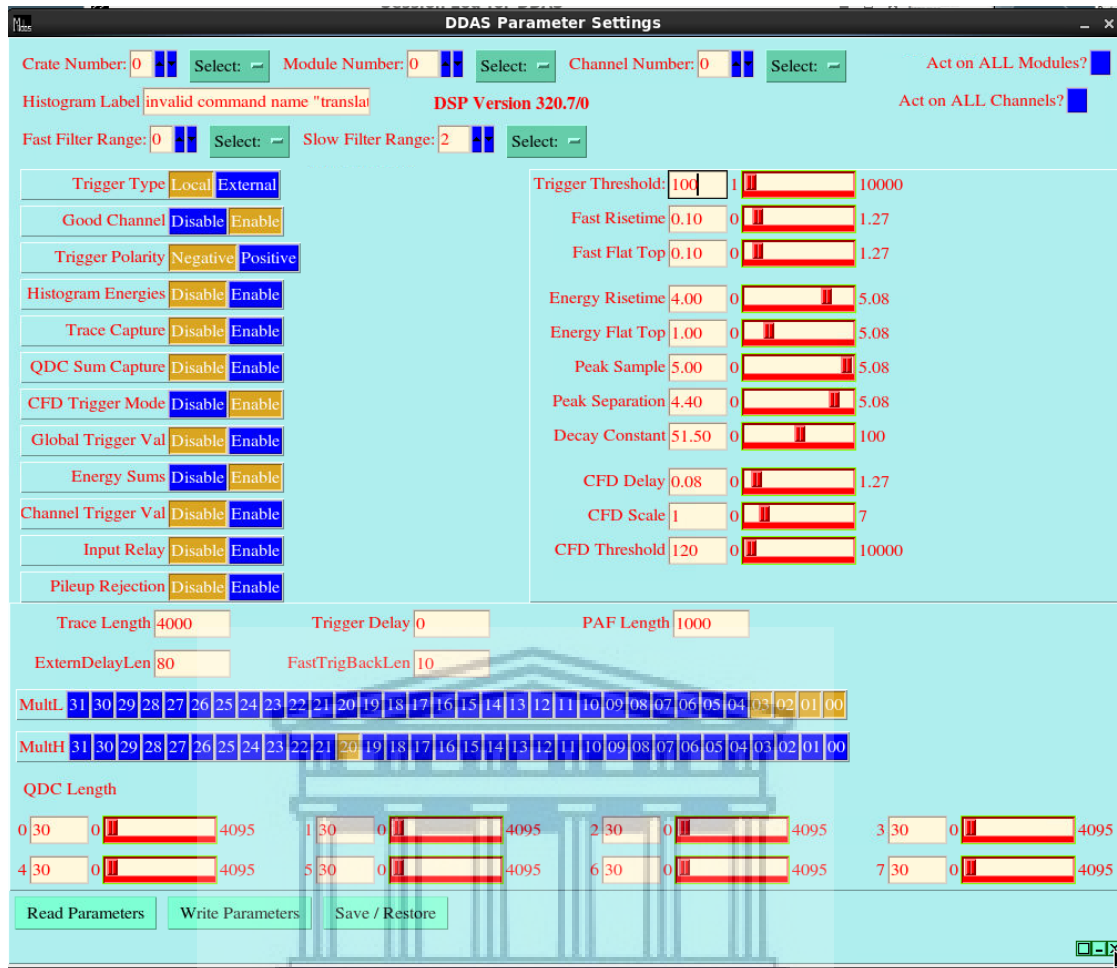 DDAS Parameter Settings
Crate Number: 0 Select: Module Number: 0 Select: Channel Number: 0 Select: Act on ALL Modules?
Histogram Label invalid command name "translat DSP Version 320.7/0 Act on ALL Channels?
Fast Filter Range: 0 Select: Slow Filter Range: 2 Select:
Trigger Type Local External Trigger Threshold: 100 1 10000
Good Channel Disable Enable Fast Risetime 0.10 0 1.27
Trigger Polarity Negative Positive Fast Flat Top 0.10 0 1.27
Histogram Energies Disable Enable Energy Risetime 4.00 0 5.08
Trace Capture Disable Enable Energy Flat Top 1.00 0 5.08
QDC Sum Capture Disable Enable Peak Sample 5.00 0 5.08
CFD Trigger Mode Disable Enable Peak Separation 4.40 0 5.08
Global Trigger Val Disable Enable Decay Constant 51.50 0 100
Energy Sums Disable Enable CFD Delay 0.08 0 1.27
Channel Trigger Val Disable Enable CFD Scale 1 0 7
Input Relay Disable Enable CFD Threshold 120 0 10000
Pileup Rejection Disable Enable
Trace Length 4000 Trigger Delay 0 PAF Length 1000
ExternDelayLen 80 FastTrigBackLen 10
MultL 31 30 29 28 27 26 25 24 23 22 21 20 19 18 17 16 15 14 13 12 11 10 09 08 07 06 05 04 03 02 01 00
MultH 31 30 29 28 27 26 25 24 23 22 21 20 19 18 17 16 15 14 13 12 11 10 09 08 07 06 05 04 03 02 01 00
QDC Length
0 30 0 4095 1 30 0 4095 2 30 0 4095 3 30 0 4095
4 30 0 4095 5 30 0 4095 6 30 0 4095 7 30 0 4095
Read Parameters Write Parameters Save / Restore